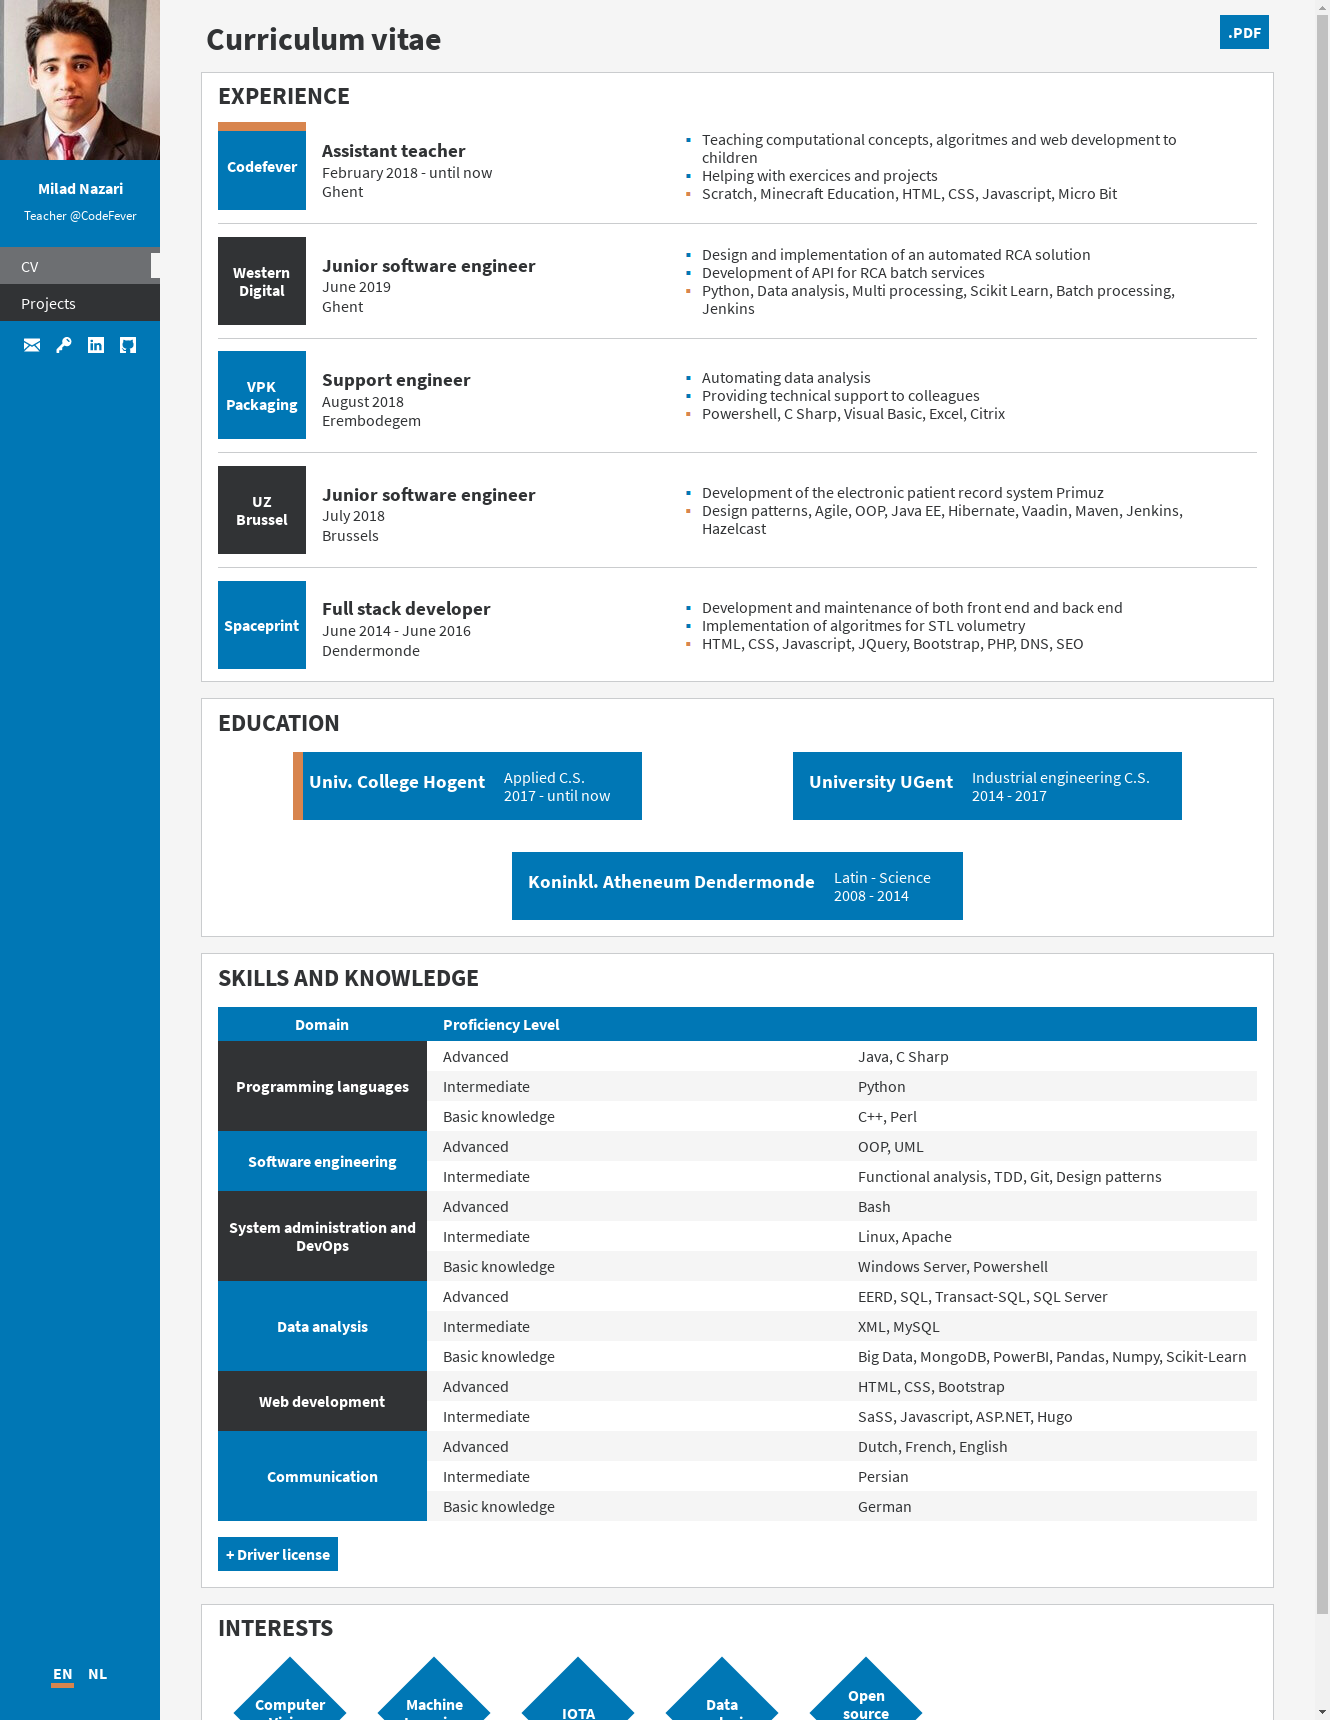 Milad Nazari
Teacher @CodeFever
CV
Projects
EN NL
Curriculum vitae
.PDF
EXPERIENCE
Codefever
Assistant teacher
February 2018 - until now
Ghent
Teaching computational concepts, algoritmes and web development to
children
Helping with exercices and projects
Scratch, Minecraft Education, HTML, CSS, Javascript, Micro Bit
Western
Digital
Junior software engineer
June 2019
Ghent
Design and implementation of an automated RCA solution
Development of API for RCA batch services
Python, Data analysis, Multi processing, Scikit Learn, Batch processing,
Jenkins
VPK
Packaging
Support engineer
August 2018
Erembodegem
Automating data analysis
Providing technical support to colleagues
Powershell, C Sharp, Visual Basic, Excel, Citrix
UZ
Brussel
Junior software engineer
July 2018
Brussels
Development of the electronic patient record system Primuz
Design patterns, Agile, OOP, Java EE, Hibernate, Vaadin, Maven, Jenkins,
Hazelcast
Spaceprint
Full stack developer
June 2014 - June 2016
Dendermonde
Development and maintenance of both front end and back end
Implementation of algoritmes for STL volumetry
HTML, CSS, Javascript, JQuery, Bootstrap, PHP, DNS, SEO
EDUCATION
Univ. College Hogent
Applied C.S.
2017 - until now
University UGent
Industrial engineering C.S.
2014 - 2017
Koninkl. Atheneum Dendermonde
Latin - Science
2008 - 2014
SKILLS AND KNOWLEDGE
Domain Proficiency Level
Programming languages
Advanced Java, C Sharp
Intermediate Python
Basic knowledge C++, Perl
Software engineering
Advanced OOP, UML
Intermediate Functional analysis, TDD, Git, Design patterns
System administration and
DevOps
Advanced Bash
Intermediate Linux, Apache
Basic knowledge Windows Server, Powershell
Data analysis
Advanced EERD, SQL, Transact-SQL, SQL Server
Intermediate XML, MySQL
Basic knowledge Big Data, MongoDB, PowerBI, Pandas, Numpy, Scikit-Learn
Web development
Advanced HTML, CSS, Bootstrap
Intermediate SaSS, Javascript, ASP.NET, Hugo
Communication
Advanced Dutch, French, English
Intermediate Persian
Basic knowledge German
+ Driver license
INTERESTS
Computer
Machine
IOTA
Data
Open
source